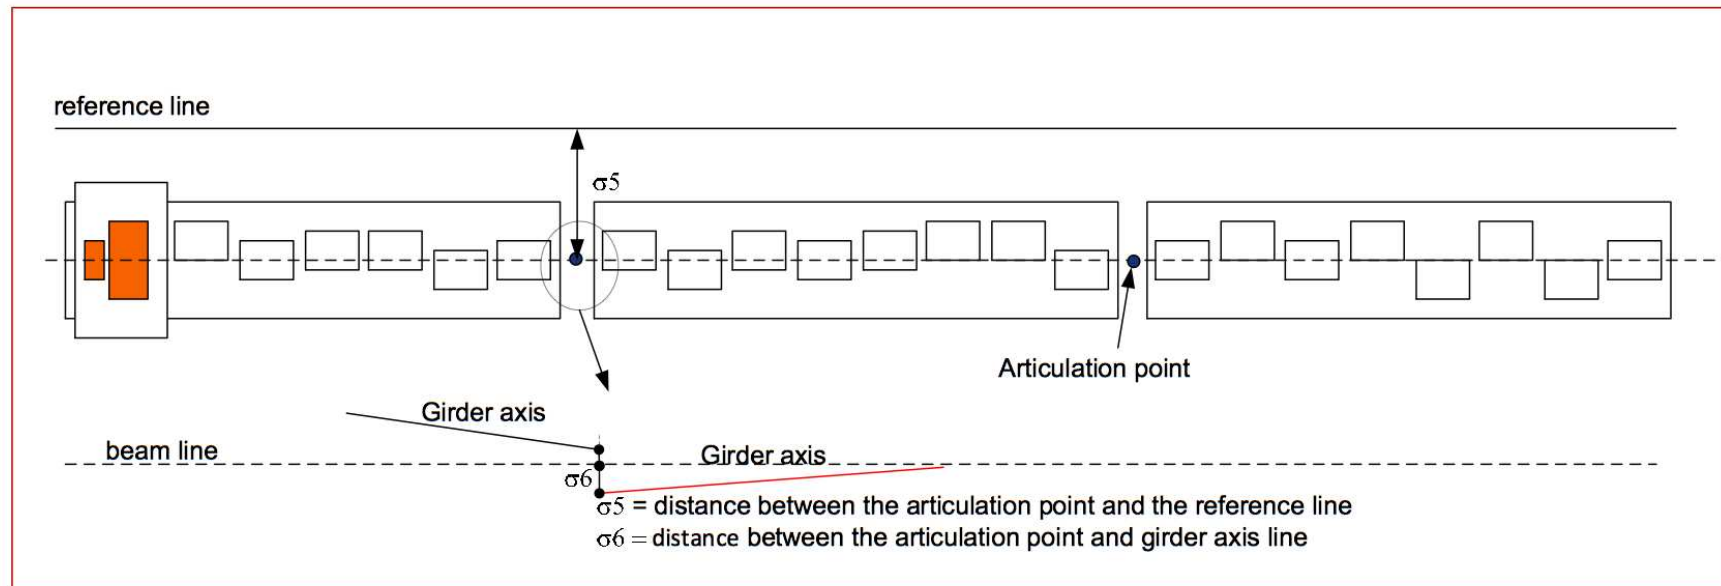 reference line
σ5
Articulation point
Girder axis
beam line
Girder axis
σ6
σ5 = distance between the articulation point and the reference line
σ6 = distance between the articulation point and girder axis line